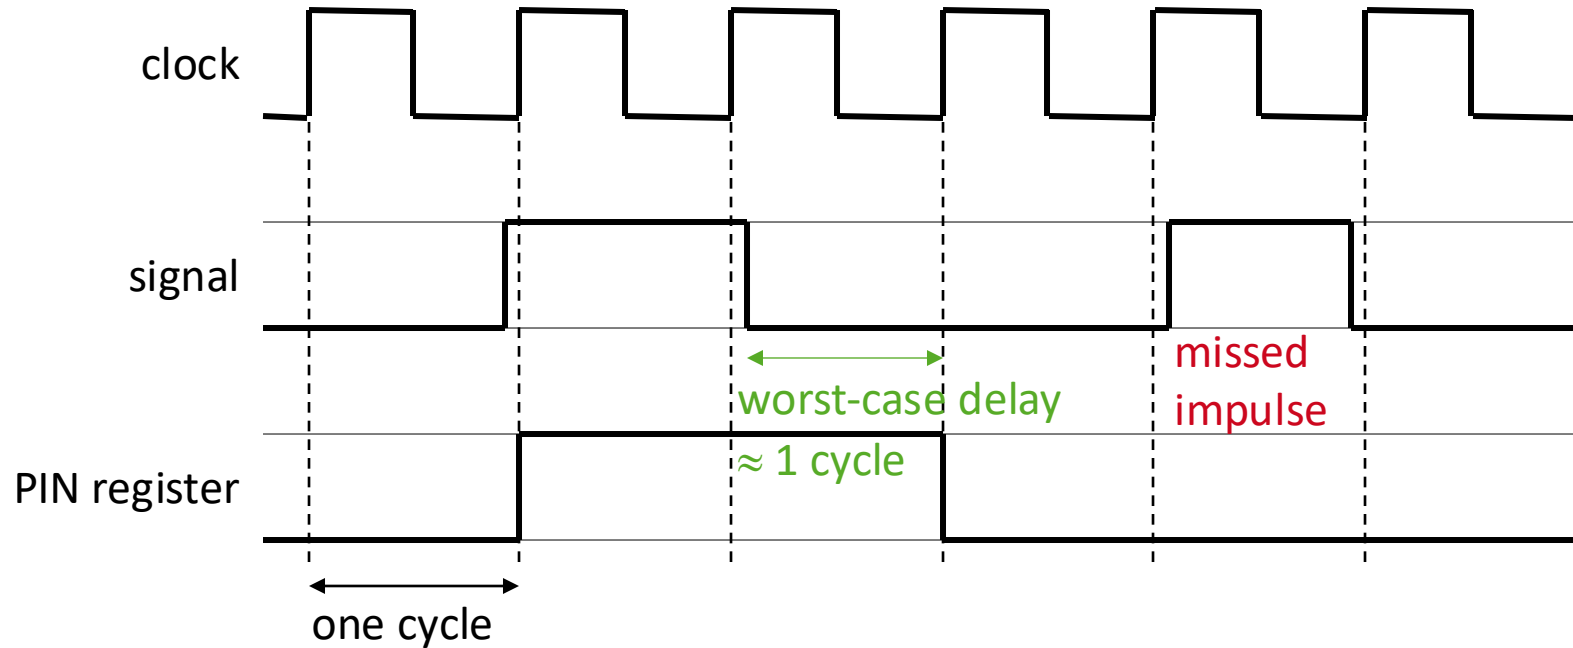 clock
signal
missed
impulse
worst-case delay
≈ 1 cycle
PIN register
one cycle